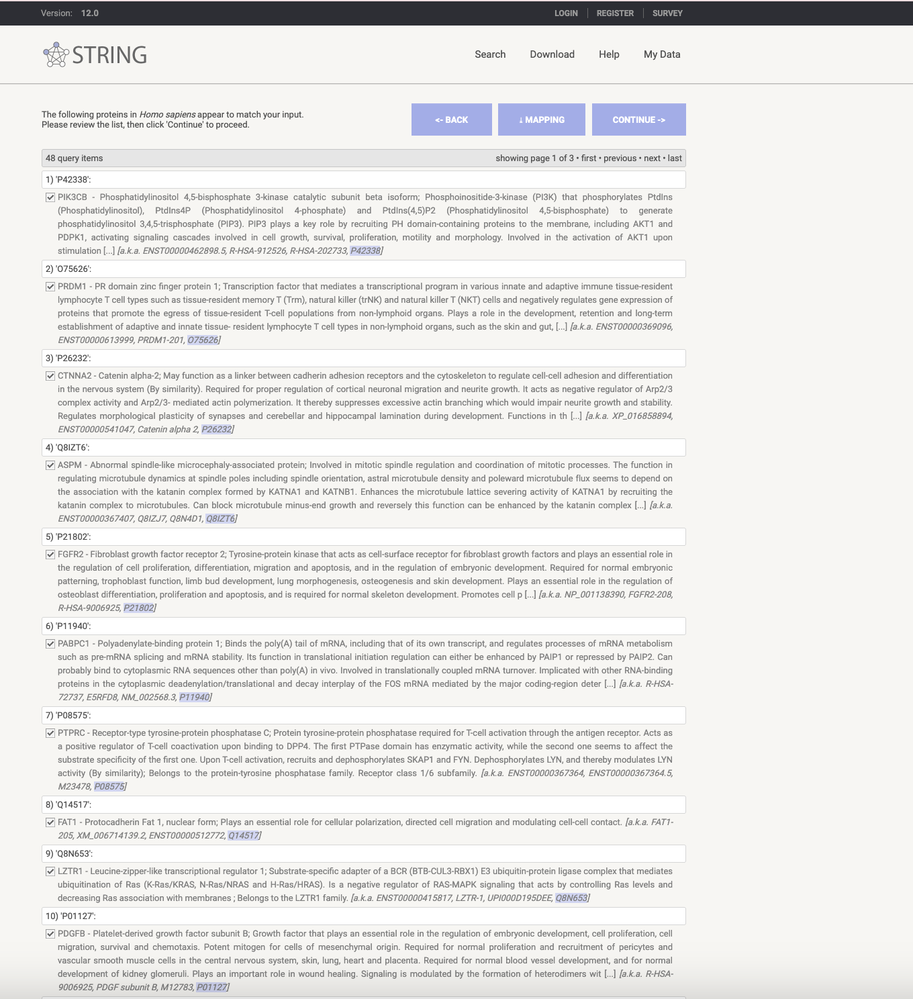 Version: 12.0
LOGIN REGISTER SURVEY
STRING
Search Download Help My Data
The following proteins in Homo sapiens appear to match your input.
Please review the list, then click 'Continue' to proceed.
<- BACK
⤓ MAPPING
CONTINUE ->
48 query items
showing page 1 of 3 • first • previous • next • last
1) 'P42338':
PIK3CB - Phosphatidylinositol 4,5-bisphosphate 3-kinase catalytic subunit beta isoform; Phosphoinositide-3-kinase (PI3K) that phosphorylates PtdIns
(Phosphatidylinositol), PtdIns4P (Phosphatidylinositol 4-phosphate) and PtdIns(4,5)P2 (Phosphatidylinositol 4,5-bisphosphate) to generate
phosphatidylinositol 3,4,5-trisphosphate (PIP3). PIP3 plays a key role by recruiting PH domain-containing proteins to the membrane, including AKT1 and
PDPK1, activating signaling cascades involved in cell growth, survival, proliferation, motility and morphology. Involved in the activation of AKT1 upon
stimulation [...] [a.k.a. ENST00000462898.5, R-HSA-912526, R-HSA-202733, P42338]
2) 'O75626':
PRDM1 - PR domain zinc finger protein 1; Transcription factor that mediates a transcriptional program in various innate and adaptive immune tissue-resident
lymphocyte T cell types such as tissue-resident memory T (Trm), natural killer (trNK) and natural killer T (NKT) cells and negatively regulates gene expression of
proteins that promote the egress of tissue-resident T-cell populations from non-lymphoid organs. Plays a role in the development, retention and long-term
establishment of adaptive and innate tissue- resident lymphocyte T cell types in non-lymphoid organs, such as the skin and gut, [...] [a.k.a. ENST00000369096,
ENST00000613999, PRDM1-201, O75626]
3) 'P26232':
CTNNA2 - Catenin alpha-2; May function as a linker between cadherin adhesion receptors and the cytoskeleton to regulate cell-cell adhesion and differentiation
in the nervous system (By similarity). Required for proper regulation of cortical neuronal migration and neurite growth. It acts as negative regulator of Arp2/3
complex activity and Arp2/3- mediated actin polymerization. It thereby suppresses excessive actin branching which would impair neurite growth and stability.
Regulates morphological plasticity of synapses and cerebellar and hippocampal lamination during development. Functions in th [...] [a.k.a. XP_016858894,
ENST00000541047, Catenin alpha 2, P26232]
4) 'Q8IZT6':
ASPM - Abnormal spindle-like microcephaly-associated protein; Involved in mitotic spindle regulation and coordination of mitotic processes. The function in
regulating microtubule dynamics at spindle poles including spindle orientation, astral microtubule density and poleward microtubule flux seems to depend on
the association with the katanin complex formed by KATNA1 and KATNB1. Enhances the microtubule lattice severing activity of KATNA1 by recruiting the
katanin complex to microtubules. Can block microtubule minus-end growth and reversely this function can be enhanced by the katanin complex [...] [a.k.a.
ENST00000367407, Q8IZJ7, Q8N4D1, Q8IZT6]
5) 'P21802':
FGFR2 - Fibroblast growth factor receptor 2; Tyrosine-protein kinase that acts as cell-surface receptor for fibroblast growth factors and plays an essential role in
the regulation of cell proliferation, differentiation, migration and apoptosis, and in the regulation of embryonic development. Required for normal embryonic
patterning, trophoblast function, limb bud development, lung morphogenesis, osteogenesis and skin development. Plays an essential role in the regulation of
osteoblast differentiation, proliferation and apoptosis, and is required for normal skeleton development. Promotes cell p [...] [a.k.a. NP_001138390, FGFR2-208,
R-HSA-9006925, P21802]
6) 'P11940':
PABPC1 - Polyadenylate-binding protein 1; Binds the poly(A) tail of mRNA, including that of its own transcript, and regulates processes of mRNA metabolism
such as pre-mRNA splicing and mRNA stability. Its function in translational initiation regulation can either be enhanced by PAIP1 or repressed by PAIP2. Can
probably bind to cytoplasmic RNA sequences other than poly(A) in vivo. Involved in translationally coupled mRNA turnover. Implicated with other RNA-binding
proteins in the cytoplasmic deadenylation/translational and decay interplay of the FOS mRNA mediated by the major coding-region deter [...] [a.k.a. R-HSA-
72737, E5RFD8, NM_002568.3, P11940]
7) 'P08575':
PTPRC - Receptor-type tyrosine-protein phosphatase C; Protein tyrosine-protein phosphatase required for T-cell activation through the antigen receptor. Acts as
a positive regulator of T-cell coactivation upon binding to DPP4. The first PTPase domain has enzymatic activity, while the second one seems to affect the
substrate specificity of the first one. Upon T-cell activation, recruits and dephosphorylates SKAP1 and FYN. Dephosphorylates LYN, and thereby modulates LYN
activity (By similarity); Belongs to the protein-tyrosine phosphatase family. Receptor class 1/6 subfamily. [a.k.a. ENST00000367364, ENST00000367364.5,
M23478, P08575]
8) 'Q14517':
FAT1 - Protocadherin Fat 1, nuclear form; Plays an essential role for cellular polarization, directed cell migration and modulating cell-cell contact. [a.k.a. FAT1-
205, XM_006714139.2, ENST00000512772, Q14517]
9) 'Q8N653':
LZTR1 - Leucine-zipper-like transcriptional regulator 1; Substrate-specific adapter of a BCR (BTB-CUL3-RBX1) E3 ubiquitin-protein ligase complex that mediates
ubiquitination of Ras (K-Ras/KRAS, N-Ras/NRAS and H-Ras/HRAS). Is a negative regulator of RAS-MAPK signaling that acts by controlling Ras levels and
decreasing Ras association with membranes ; Belongs to the LZTR1 family. [a.k.a. ENST00000415817, LZTR-1, UPI000D195DEE, Q8N653]
10) 'P01127':
PDGFB - Platelet-derived growth factor subunit B; Growth factor that plays an essential role in the regulation of embryonic development, cell proliferation, cell
migration, survival and chemotaxis. Potent mitogen for cells of mesenchymal origin. Required for normal proliferation and recruitment of pericytes and
vascular smooth muscle cells in the central nervous system, skin, lung, heart and placenta. Required for normal blood vessel development, and for normal
development of kidney glomeruli. Plays an important role in wound healing. Signaling is modulated by the formation of heterodimers wit [...] [a.k.a. R-HSA-
9006925, PDGF subunit B, M12783, P01127]